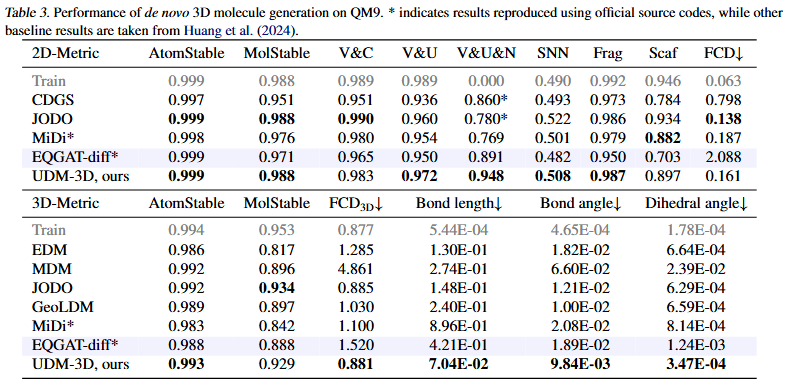 Table 3. Performance of de novo 3D molecule generation on QM9. * indicates results reproduced using official source codes, while other
baseline results are taken from Huang et al. (2024).
2D-Metric AtomStable MolStable V&C V&U V&U&N SNN Frag Scaf FCD↓
Train 0.999 0.988 0.989 0.989 0.000 0.490 0.992 0.946 0.063
CDGS 0.997 0.951 0.951 0.936 0.860* 0.493 0.973 0.784 0.798
JODO 0.999 0.988 0.990 0.960 0.780* 0.522 0.986 0.934 0.138
MiDi* 0.998 0.976 0.980 0.954 0.769 0.501 0.979 0.882 0.187
EQGAT-diff* 0.999 0.971 0.965 0.950 0.891 0.482 0.950 0.703 2.088
UDM-3D, ours 0.999 0.988 0.983 0.972 0.948 0.508 0.987 0.897 0.161
3D-Metric AtomStable MolStable FCD3D↓ Bond length↓ Bond angle↓ Dihedral angle↓
Train 0.994 0.953 0.877 5.44E-04 4.65E-04 1.78E-04
EDM 0.986 0.817 1.285 1.30E-01 1.82E-02 6.64E-04
MDM 0.992 0.896 4.861 2.74E-01 6.60E-02 2.39E-02
JODO 0.992 0.934 0.885 1.48E-01 1.21E-02 6.29E-04
GeoLDM 0.989 0.897 1.030 2.40E-01 1.00E-02 6.59E-04
MiDi* 0.983 0.842 1.100 8.96E-01 2.08E-02 8.14E-04
EQGAT-diff* 0.988 0.888 1.520 4.21E-01 1.89E-02 1.24E-03
UDM-3D, ours 0.993 0.929 0.881 7.04E-02 9.84E-03 3.47E-04